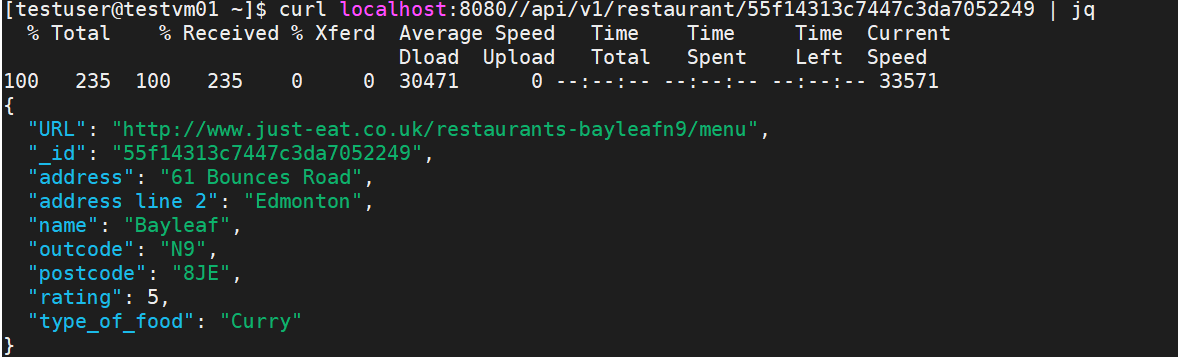 [testuser@testvm01 ~]$ curl localhost:8080//api/v1/restaurant/55f14313c7447c3da7052249 | jq
  % Total    % Received % Xferd  Average Speed   Time    Time     Time  Current
                                 Dload  Upload   Total   Spent    Left  Speed
100   235  100   235    0     0  30471      0 --:--:-- --:--:-- --:--:-- 33571
{
  "URL": "http://www.just-eat.co.uk/restaurants-bayleafn9/menu",
  "_id": "55f14313c7447c3da7052249",
  "address": "61 Bounces Road",
  "address line 2": "Edmonton",
  "name": "Bayleaf",
  "outcode": "N9",
  "postcode": "8JE",
  "rating": 5,
  "type_of_food": "Curry"
}